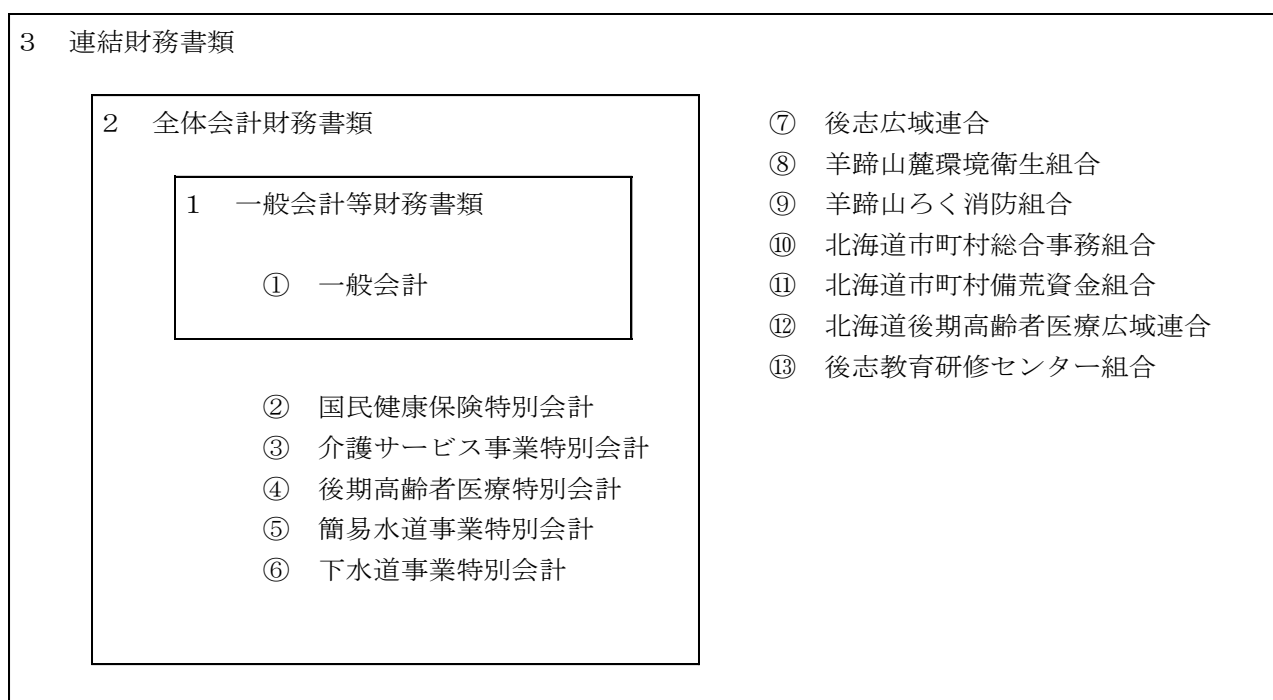 3 連結財務書類
2 全体会計財務書類
1 一般会計等財務書類
① 一般会計
② 国民健康保険特別会計
③ 介護サービス事業特別会計
④ 後期高齢者医療特別会計
⑤ 簡易水道事業特別会計
⑥ 下水道事業特別会計
⑦ 後志広域連合
⑧ 羊蹄山麓環境衛生組合
⑨ 羊蹄山ろく消防組合
⑩ 北海道市町村総合事務組合
⑪ 北海道市町村備荒資金組合
⑫ 北海道後期高齢者医療広域連合
⑬ 後志教育研修センター組合